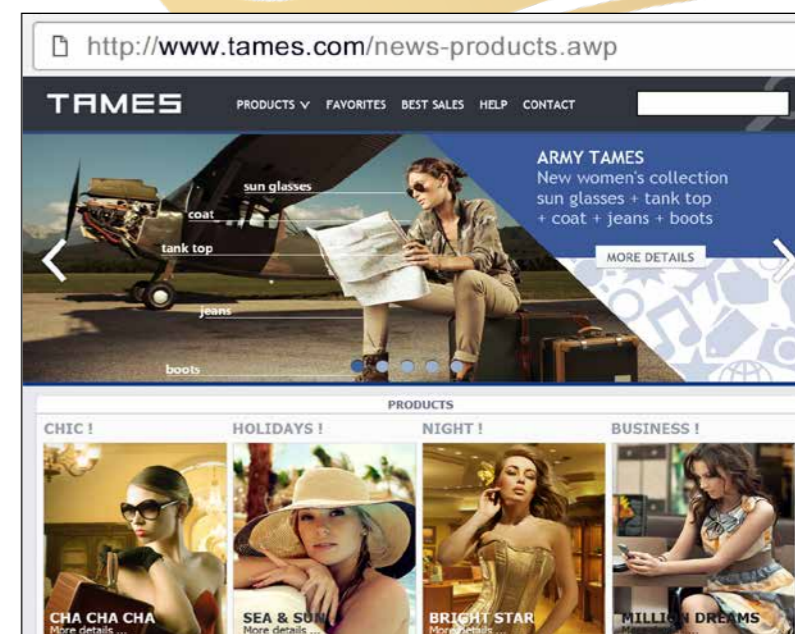 http://www.tames.com/news-products.awp
TAMES
PRODUCTS V FAVORITES BEST SALES HELP CONTACT
sun glasses
coat
tank top
jeans
boots
ARMY TAMES
New women's collection
sun glasses + tank top
+ coat + jeans + boots
MORE DETAILS
PRODUCTS
CHIC ! HOLIDAYS ! NIGHT ! BUSINESS !
CHA CHA CHA SEA & SUN BRIGHT STAR MILLION DREAMS
More details ... More details ... More details ... More details ...